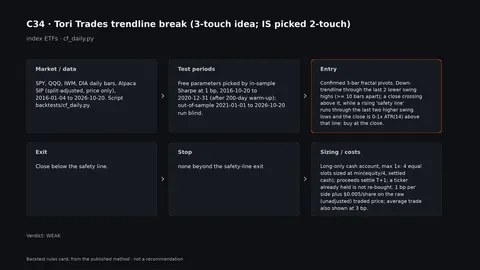 C34 · Tori Trades trendline break (3-touch idea; IS picked 2-touch)
index ETFs · cf_daily.py
Market / data
SPY, QQQ, IWM, DIA daily bars, Alpaca
SIP (split-adjusted, price only),
2016-01-04 to 2026-10-20. Script
backtests/cf_daily.py
Test periods
Free parameters picked by in-sample
Sharpe at 1 bp, 2016-10-20 to
2020-12-31 (after 200-day warm-up);
out-of-sample 2021-01-01 to 2026-10-20
run blind.
Entry
Confirmed 3-bar fractal pivots. Down-
trendline through the last 2 lower swing
highs (>= 10 bars apart); a close crossing
above it, while a rising 'safety line'
runs through the last two higher swing
lows and the close is 0-1x ATR(14) above
that line: buy at the close.
Exit
Close below the safety line.
Stop
none beyond the safety-line exit
Sizing / costs
Long-only cash account, max 1x: 4 equal
slots sized at min(equity/4, settled
cash); proceeds settle T+1; a ticker
already held is not re-bought. 1 bp per
side plus $0.005/share on the raw
(unadjusted) traded price; average trade
also shown at 3 bp.
Verdict: WEAK
Backtest rules card, from the published method · not a recommendation